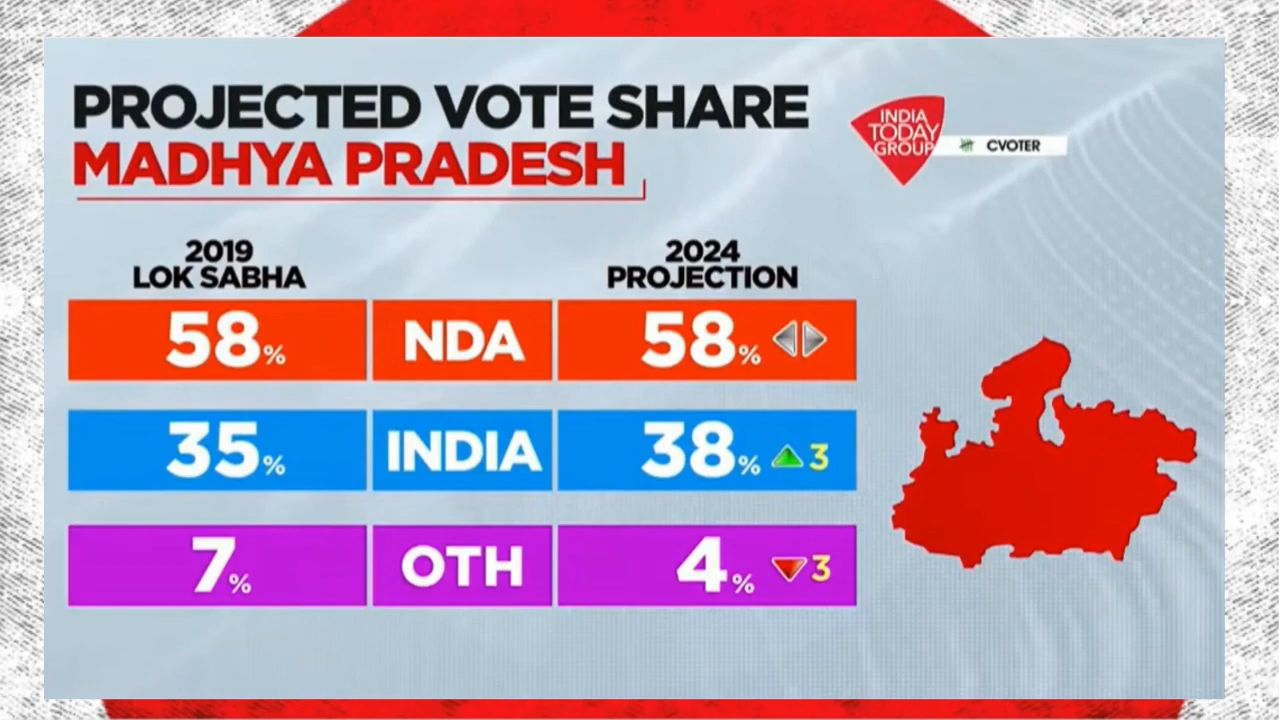 PROJECTED VOTE SHARE
MADHYA PRADESH
INDIA
TODAY
GROUP
CVOTER
2019
LOK SABHA
2024
PROJECTION
58% NDA 58%
35% INDIA 38% 3
7% OTH 4% 3